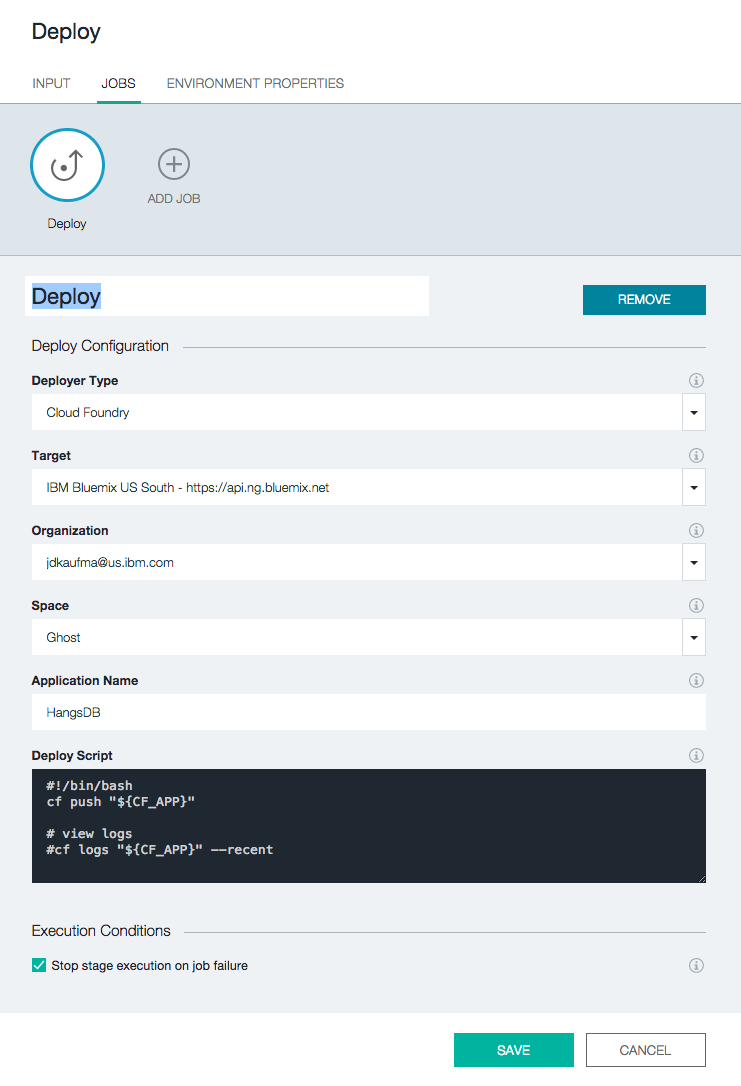 Deploy
INPUT JOBS ENVIRONMENT PROPERTIES
Deploy
ADD JOB
Deploy
REMOVE
Deploy Configuration
Deployer Type
Cloud Foundry
Target
IBM Bluemix US South - https://api.ng.bluemix.net
Organization
jdkaufma@us.ibm.com
Space
Ghost
Application Name
HangsDB
Deploy Script
#!/bin/bash
cf push "${CF_APP}"
# view logs
#cf logs "${CF_APP}" --recent
Execution Conditions
Stop stage execution on job failure
SAVE
CANCEL